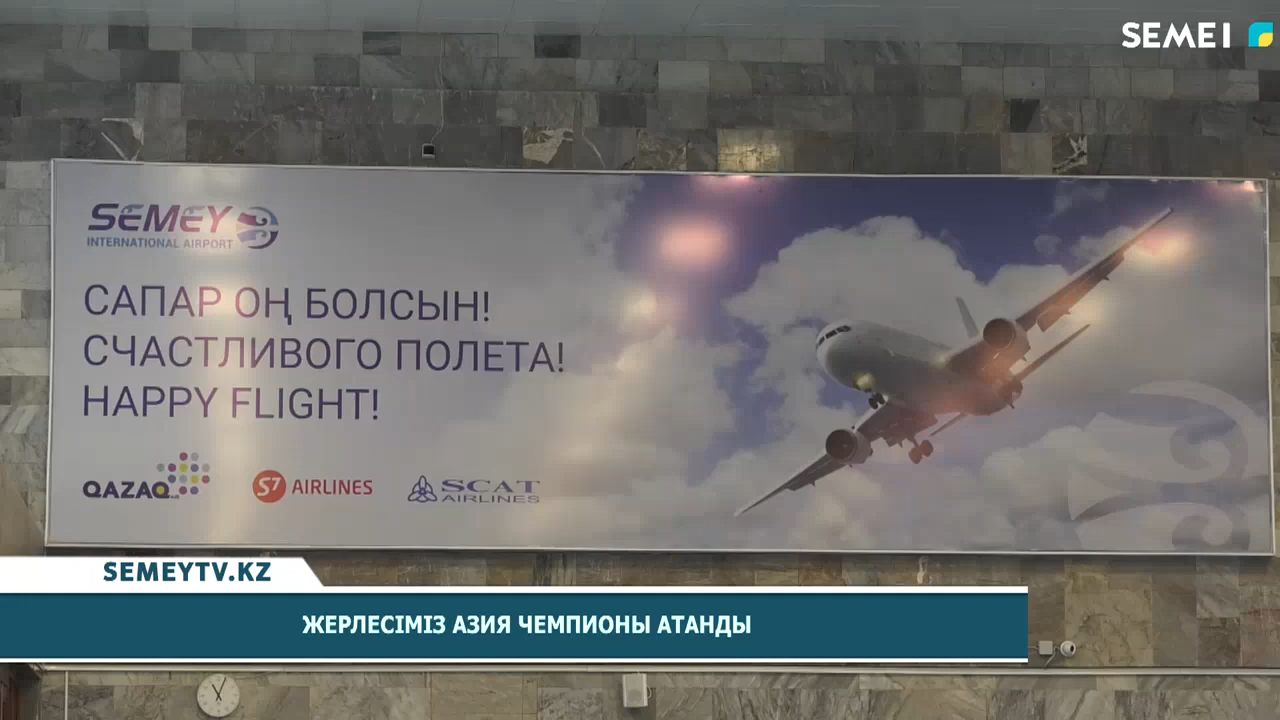 SEMEI
SEMEY
INTERNATIONAL AIRPORT
САПАР ОҢ БОЛСЫН!
СЧАСТЛИВОГО ПОЛЕТА!
HAPPY FLIGHT!
QAZAQ
S7 AIRLINES
SCAT
AIRLINES
SEMEYTV.KZ
ЖЕРЛЕСІМІЗ АЗИЯ ЧЕМПИОНЫ АТАНДЫ